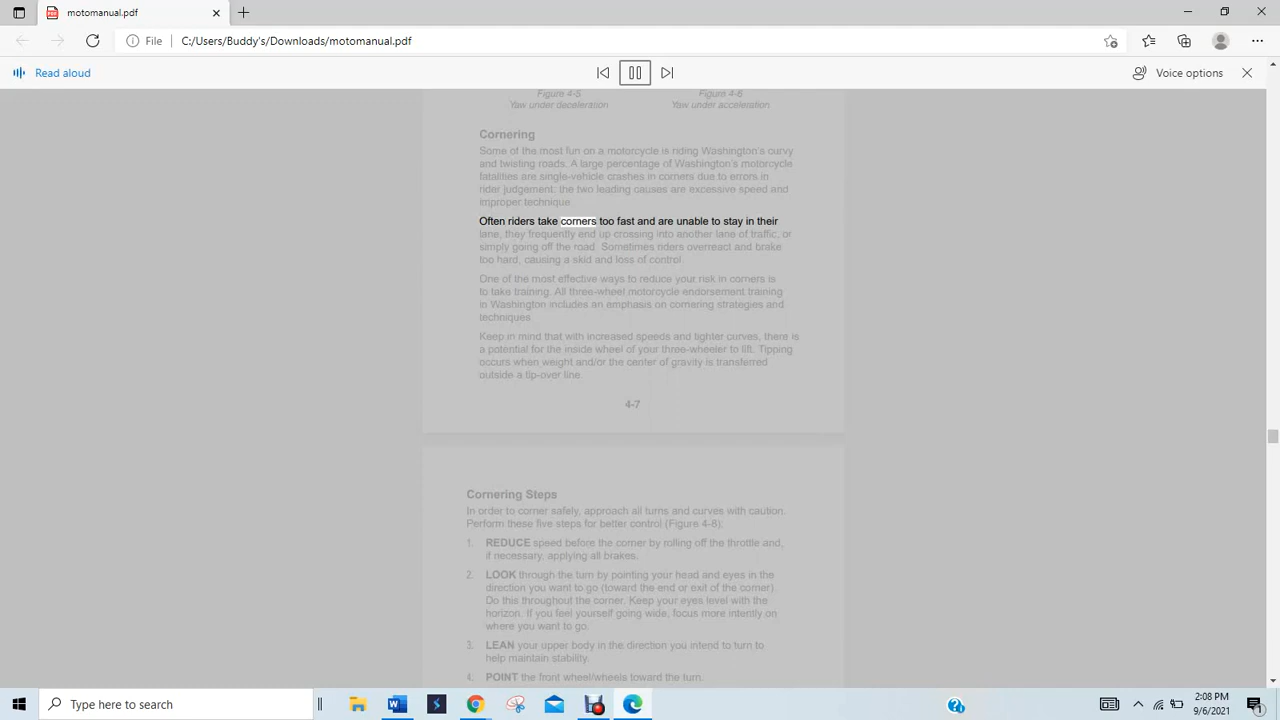 motomanual.pdf
File
C:/Users/Buddy's/Downloads/motomanual.pdf
Read aloud
Voice options
Figure 4-5
Yaw under deceleration
Figure 4-6
Yaw under acceleration
Cornering
Some of the most fun on a motorcycle is riding Washington's curvy
and twisting roads. A large percentage of Washington's motorcycle
fatalities are single-vehicle crashes in corners due to errors in
rider judgement; the two leading causes are excessive speed and
improper technique.
Often riders take corners too fast and are unable to stay in their
lane, they frequently end up crossing into another lane of traffic, or
simply going off the road. Sometimes riders overreact and brake
too hard, causing a skid and loss of control.
One of the most effective ways to reduce your risk in corners is
to take training. All three-wheel motorcycle endorsement training
in Washington includes an emphasis on cornering strategies and
techniques.
Keep in mind that with increased speeds and tighter curves, there is
a potential for the inside wheel of your three-wheeler to lift. Tipping
occurs when weight and/or the center of gravity is transferred
outside a tip-over line.
4-7
Cornering Steps
In order to corner safely, approach all turns and curves with caution.
Perform these five steps for better control (Figure 4-8):
1. REDUCE speed before the corner by rolling off the throttle and,
if necessary, applying all brakes.
2. LOOK through the turn by pointing your head and eyes in the
direction you want to go (toward the end or exit of the corner).
Do this throughout the corner. Keep your eyes level with the
horizon. If you feel yourself going wide, focus more intently on
where you want to go.
3. LEAN your upper body in the direction you intend to turn to
help maintain stability.
4. POINT the front wheel/wheels toward the turn.
Type here to search
2:08 PM
9/6/2021